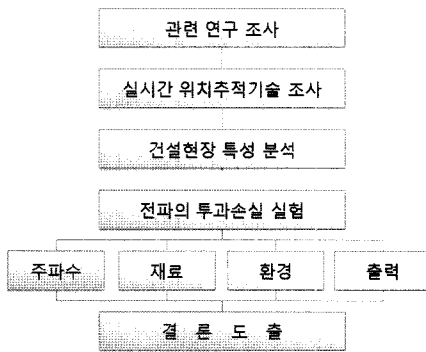 관련 연구 조사
실시간 위치추적기술 조사
건설현장 특성 분석
전파의 투과손실 실험
주파수 재료 환경 출력
결 론 도 출